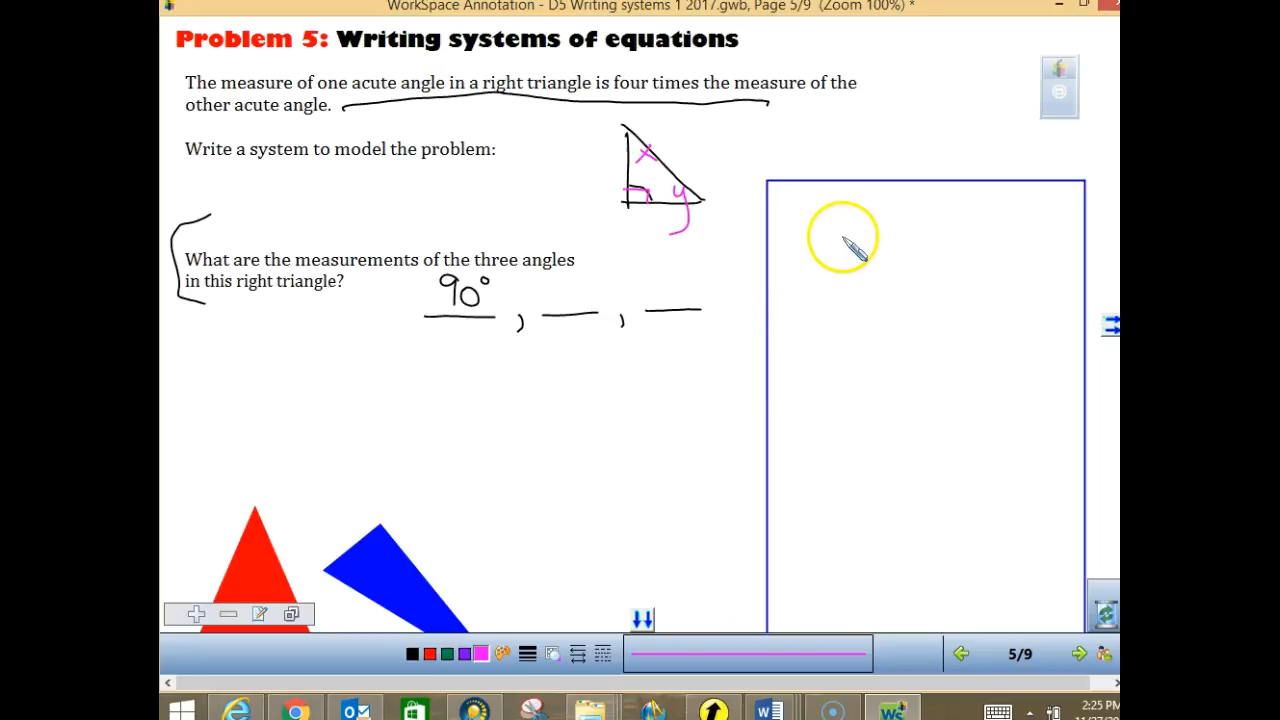 WorkSpace Annotation - D5 Writing systems 1 2017.gwb, Page 5/9 (Zoom 100%) *
Problem 5: Writing systems of equations
The measure of one acute angle in a right triangle is four times the measure of the
other acute angle.
Write a system to model the problem:
x
y
What are the measurements of the three angles
in this right triangle?
90° , __ , __
5/9
2:25 PM